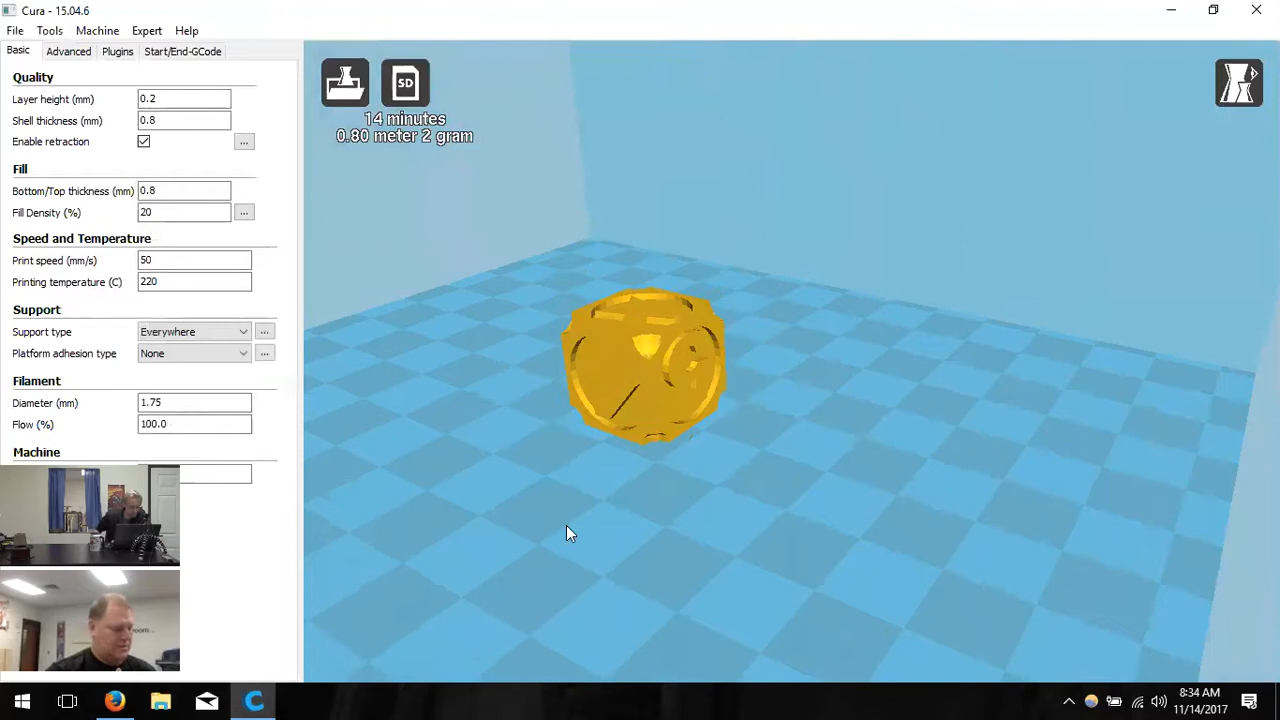 Cura - 15.04.6
File Tools Machine Expert Help
Basic Advanced Plugins Start/End-GCode
Quality
Layer height (mm) 0.2
Shell thickness (mm) 0.8
Enable retraction ...
Fill
Bottom/Top thickness (mm) 0.8
Fill Density (%) 20 ...
Speed and Temperature
Print speed (mm/s) 50
Printing temperature (C) 220
Support
Support type Everywhere ...
Platform adhesion type None ...
Filament
Diameter (mm) 1.75
Flow (%) 100.0
Machine
SD
14 minutes
0.80 meter 2 gram
room...
8:34 AM
11/14/2017